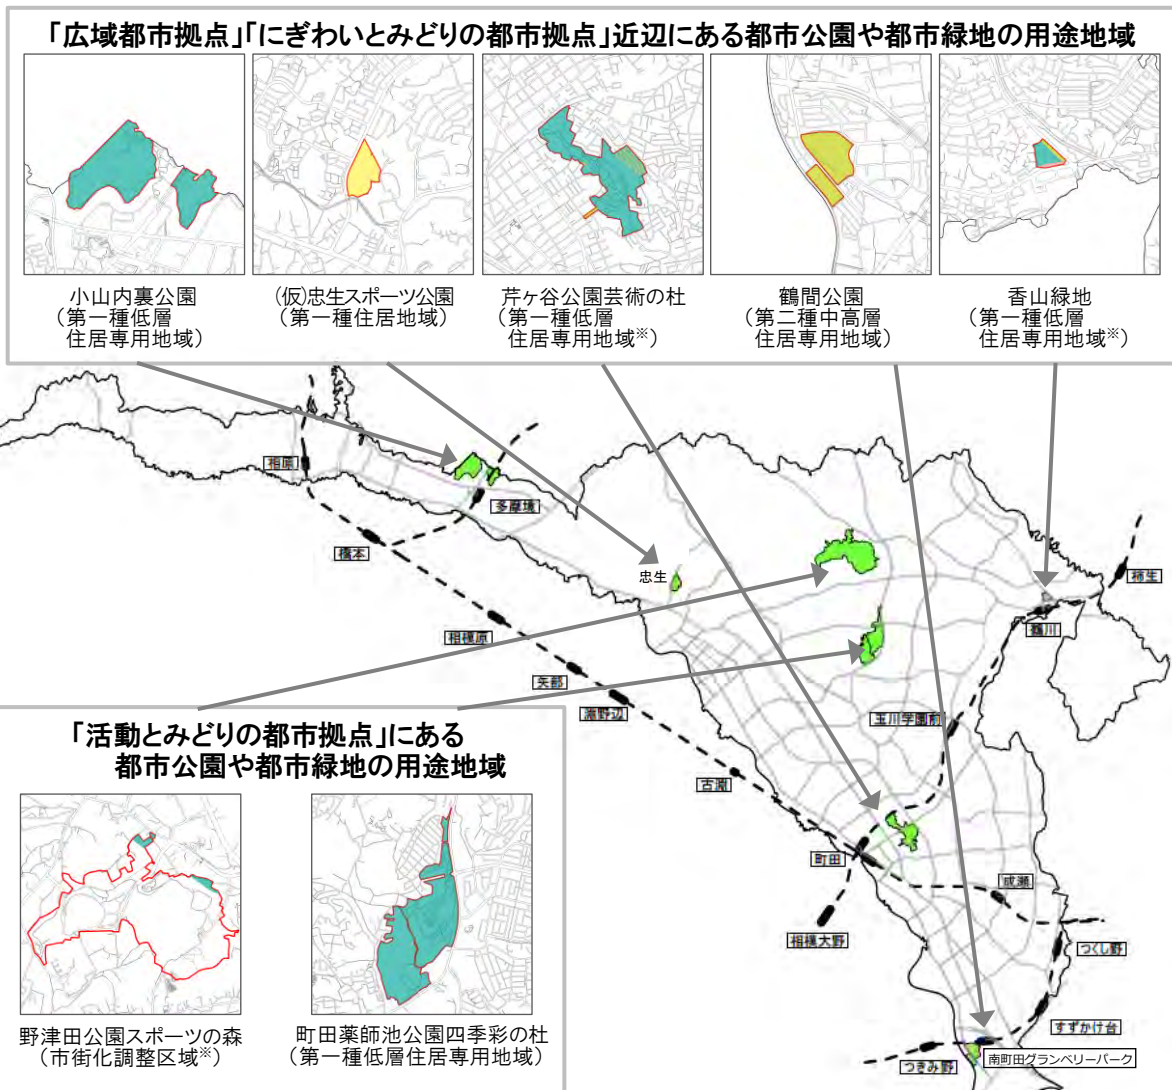 「広域都市拠点」「にぎわいとみどりの都市拠点」近辺にある都市公園や都市緑地の用途地域
小山内裏公園
(第一種低層
住居専用地域)
(仮)忠生スポーツ公園
(第一種住居地域)
芹ヶ谷公園芸術の杜
(第一種低層
住居専用地域※)
鶴間公園
(第二種中高層
住居専用地域)
香山緑地
(第一種低層
住居専用地域※)
相原
多摩境
橋本
忠生
柿生
鶴川
相模原
矢部
淵野辺
玉川学園前
古淵
町田
成瀬
相模大野
つくし野
すずかけ台
南町田グランベリーパーク
つきみ野
「活動とみどりの都市拠点」にある
都市公園や都市緑地の用途地域
野津田公園スポーツの森
(市街化調整区域※)
町田薬師池公園四季彩の杜
(第一種低層住居専用地域)